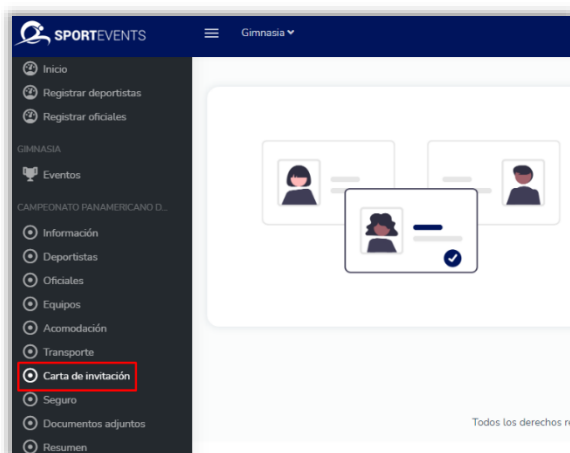 SPORTEVENTS
Gimnasia
Inicio
Registrar deportistas
Registrar oficiales
GIMNASIA
Eventos
CAMPEONATO PANAMERICANO D...
Información
Deportistas
Oficiales
Equipos
Acomodación
Transporte
Carta de invitación
Seguro
Documentos adjuntos
Resumen
Todos los derechos re